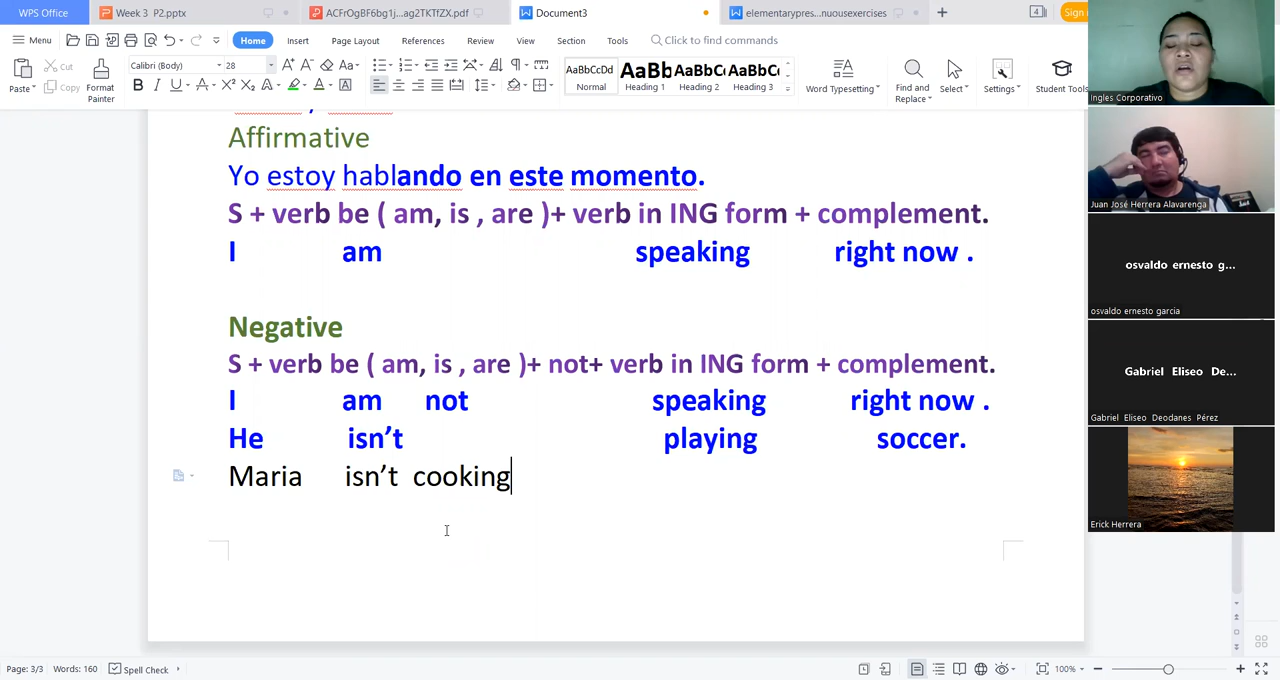 WPS Office
Week 3 P2.pptx
ACFrOgBF6bg1j...ag2TKTfZX.pdf
Document3
elementarypres...nuousexercises
Sign
Menu
Home
Insert
Page Layout
References
Review
View
Section
Tools
Click to find commands
Paste
Cut
Copy
Format Painter
Calibri (Body)
28
AaBbCcDd
Normal
AaBb
Heading 1
AaBbCc
Heading 2
AaBbCc
Heading 3
Word Typesetting
Find and Replace
Select
Settings
Student Tools
Affirmative
Yo estoy hablando en este momento.
S + verb be ( am, is , are )+ verb in ING form + complement.
I am speaking right now .
Negative
S + verb be ( am, is , are )+ not+ verb in ING form + complement.
I am not speaking right now .
He isn’t playing soccer.
Maria isn’t cooking
Ingles Corporativo
Juan José Herrera Alavarenga
osvaldo ernesto g...
osvaldo ernesto garcia
Gabriel Eliseo De...
Gabriel Eliseo Deodanes Pérez
Erick Herrera
Page: 3/3
Words: 160
Spell Check
100%